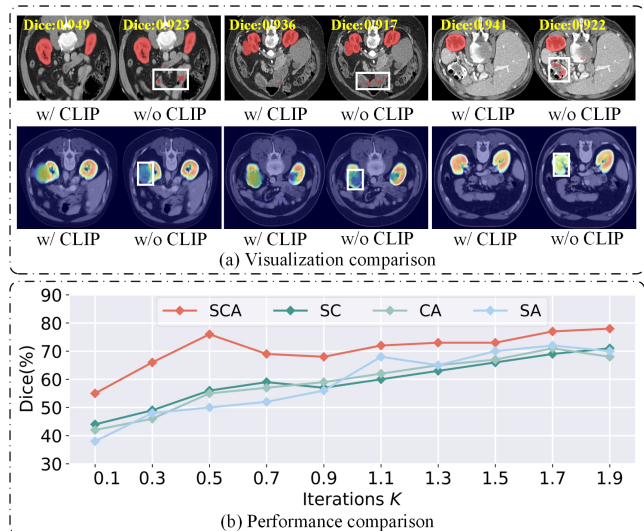 Dice:0.949 Dice:0.923 Dice:0.936 Dice:0.917 Dice:0.941 Dice:0.922
w/ CLIP w/o CLIP w/ CLIP w/o CLIP w/ CLIP w/o CLIP
w/ CLIP w/o CLIP w/ CLIP w/o CLIP w/ CLIP w/o CLIP
(a) Visualization comparison
SCA SC CA SA
Dice(%)
90
80
70
60
50
40
30
0.1 0.3 0.5 0.7 0.9 1.1 1.3 1.5 1.7 1.9
Iterations K
(b) Performance comparison